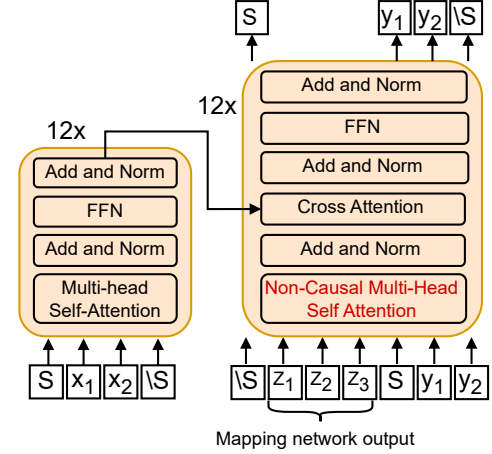 S y1 y2 \S
12x
Add and Norm
FFN
Add and Norm
Cross Attention
Add and Norm
Non-Causal Multi-Head
Self Attention
\S z1 z2 z3 S y1 y2
Mapping network output
12x
Add and Norm
FFN
Add and Norm
Multi-head
Self-Attention
S x1 x2 \S